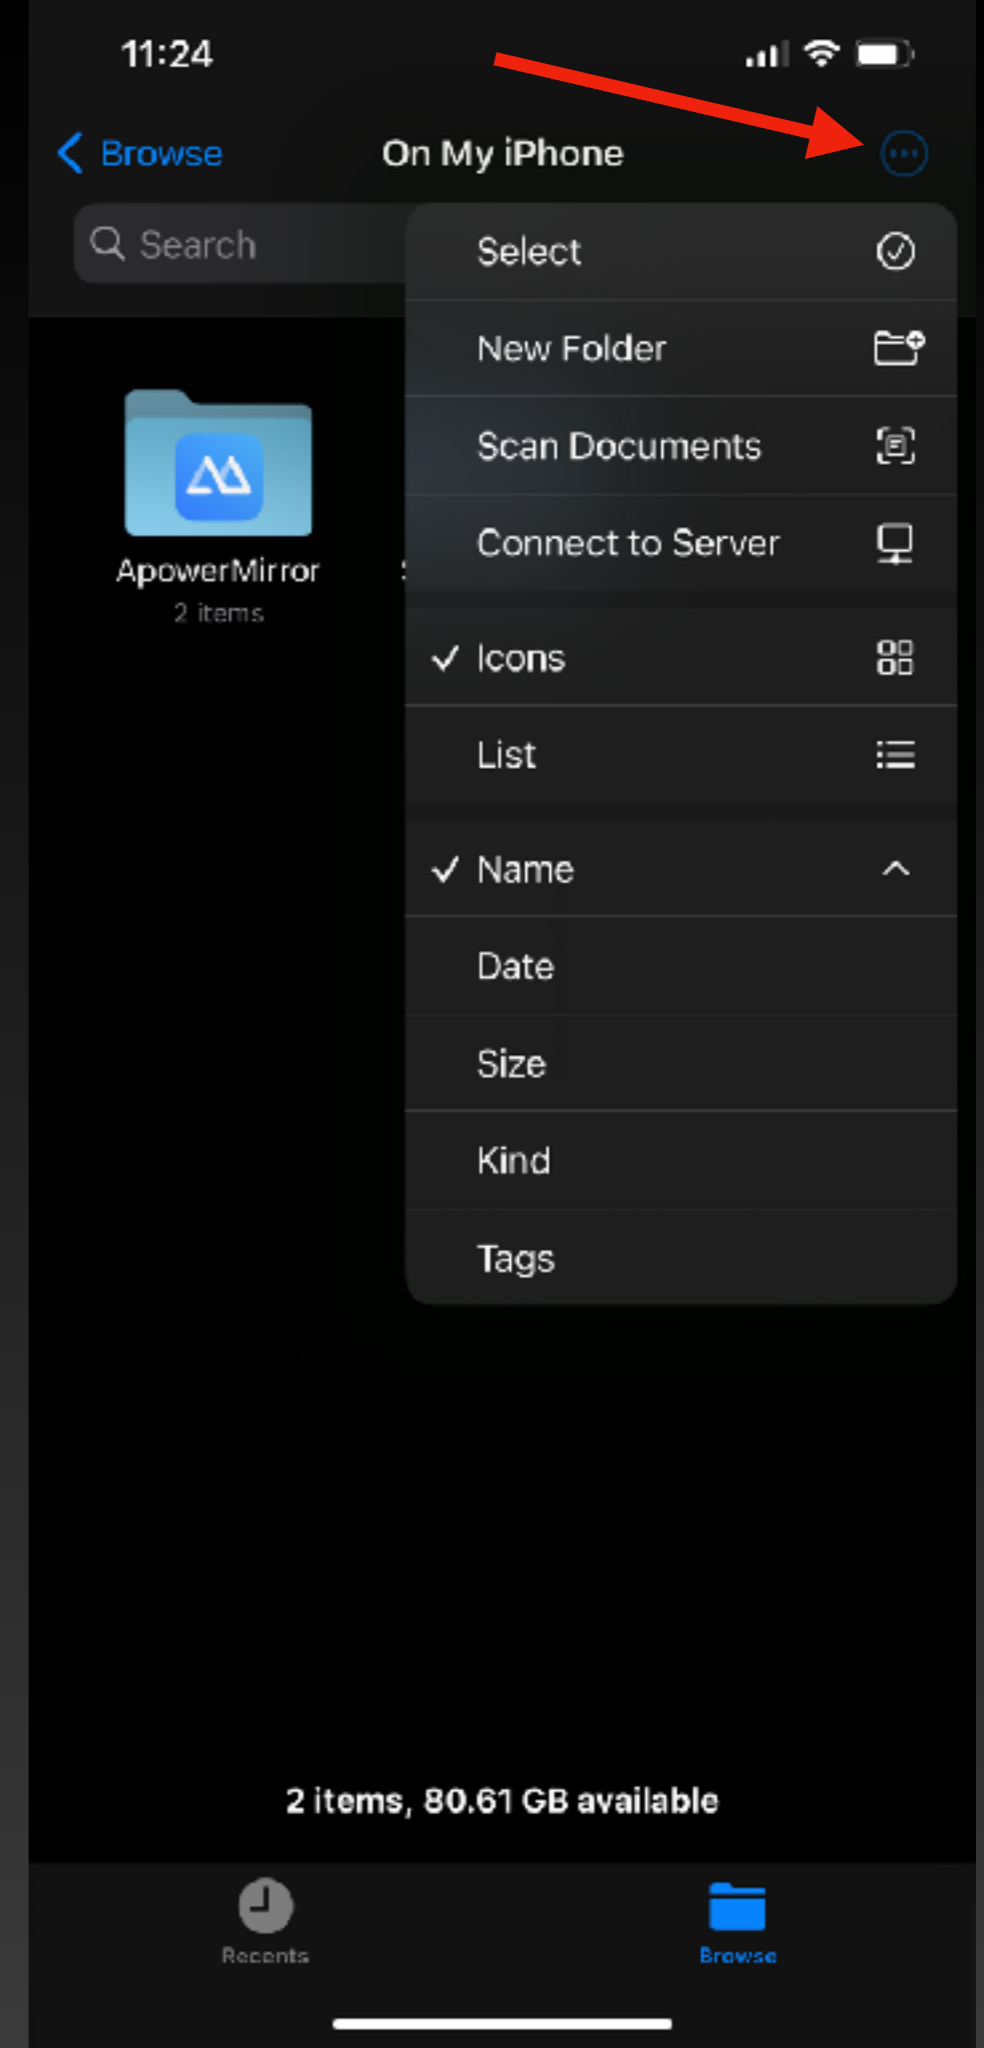 11:24
Browse
On My iPhone
Search
Select
New Folder
Scan Documents
Connect to Server
Icons
List
Name
Date
Size
Kind
Tags
ApowerMirror
2 items
2 items, 80.61 GB available
Recents
Browse